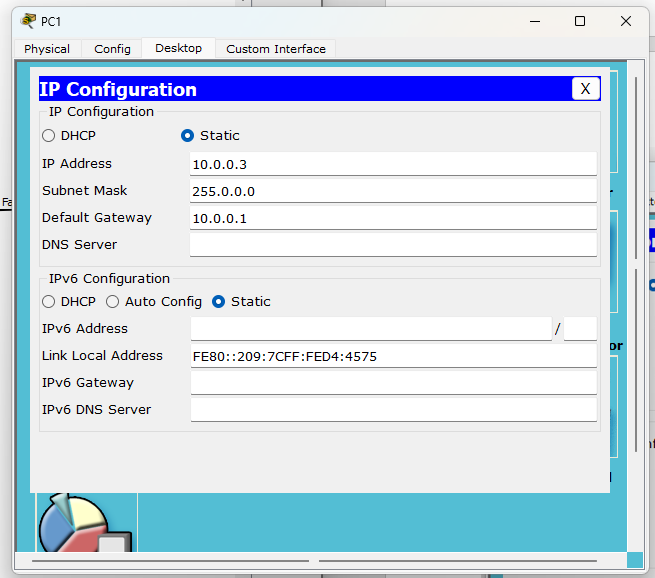 PC1
Physical Config Desktop Custom Interface
IP Configuration X
IP Configuration
DHCP Static
IP Address 10.0.0.3
Subnet Mask 255.0.0.0
Default Gateway 10.0.0.1
DNS Server
IPv6 Configuration
DHCP Auto Config Static
IPv6 Address /
Link Local Address FE80::209:7CFF:FED4:4575
IPv6 Gateway
IPv6 DNS Server